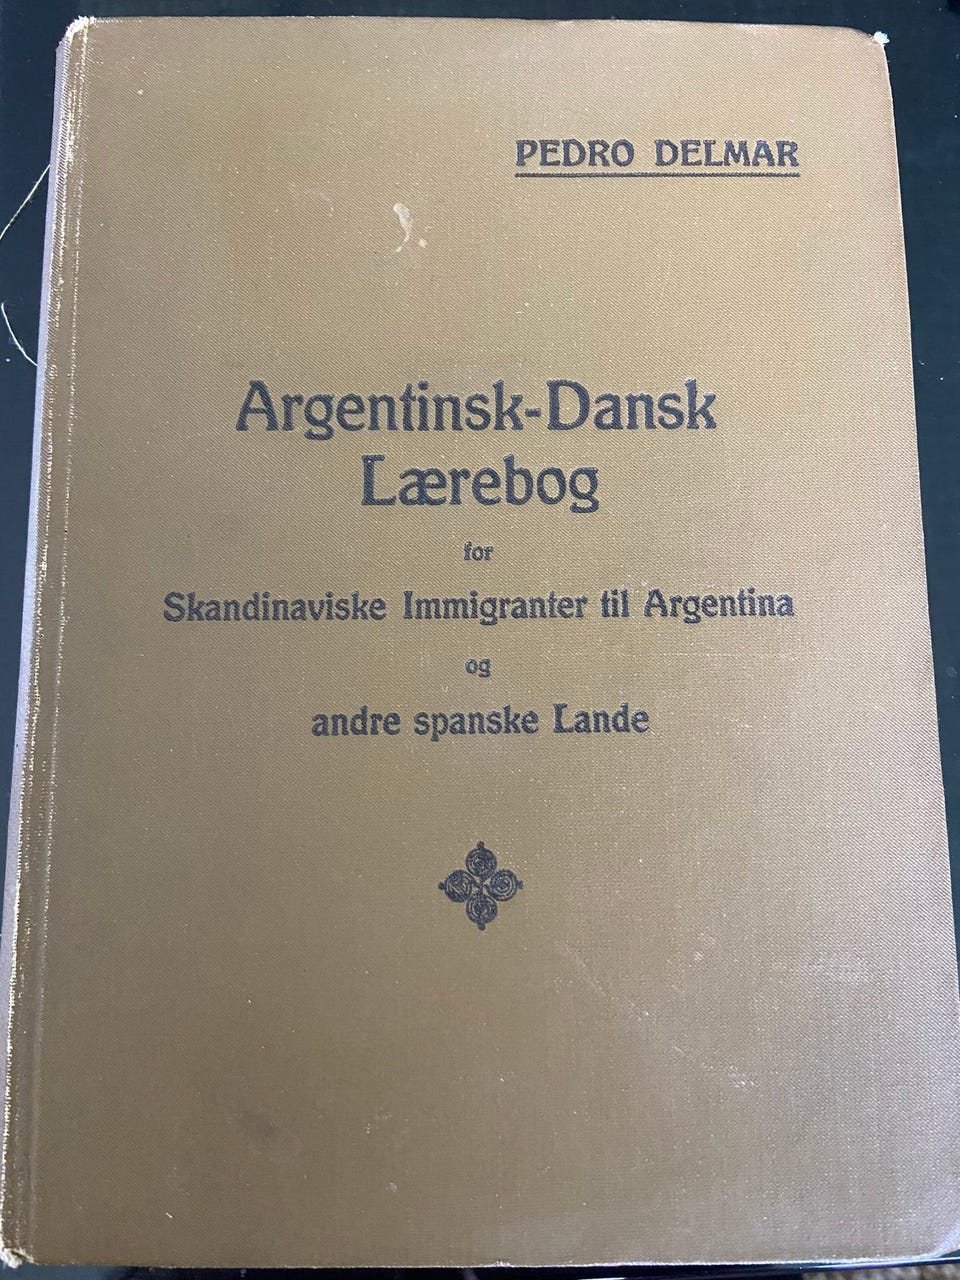 PEDRO DELMAR
Argentinsk-Dansk
Lærebog
for
Skandinaviske Immigranter til Argentina
og
andre spanske Lande